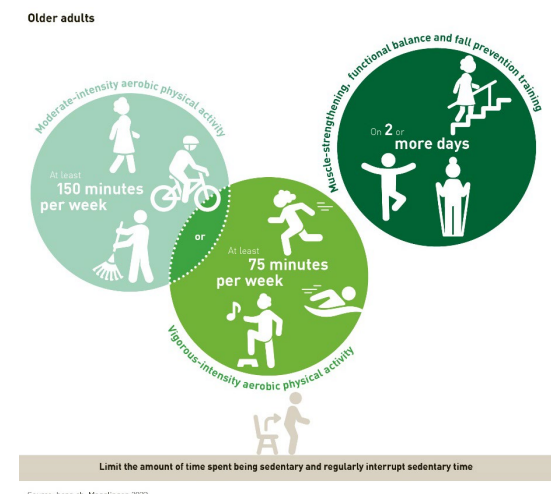 Older adults
Moderate-intensity aerobic physical activity
At least
150 minutes
per week
or
At least
75 minutes
per week
Vigorous-intensity aerobic physical activity
Muscle-strengthening, functional balance and fall prevention training
On 2 or
more days
Limit the amount of time spent being sedentary and regularly interrupt sedentary time